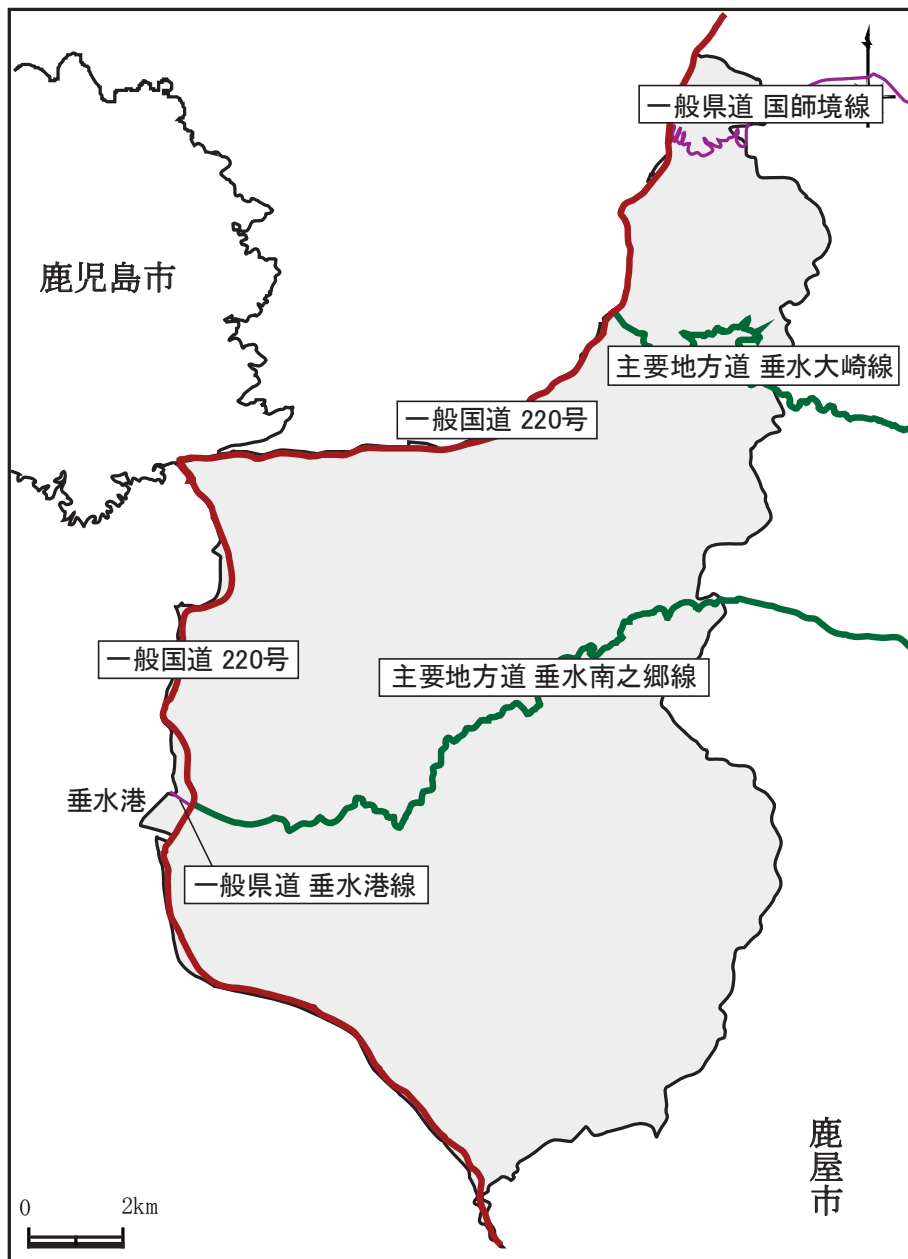 一般県道 国師境線
鹿児島市
主要地方道 垂水大崎線
一般国道 220号
一般国道 220号
主要地方道 垂水南之郷線
垂水港
一般県道 垂水港線
鹿屋市
0 2km